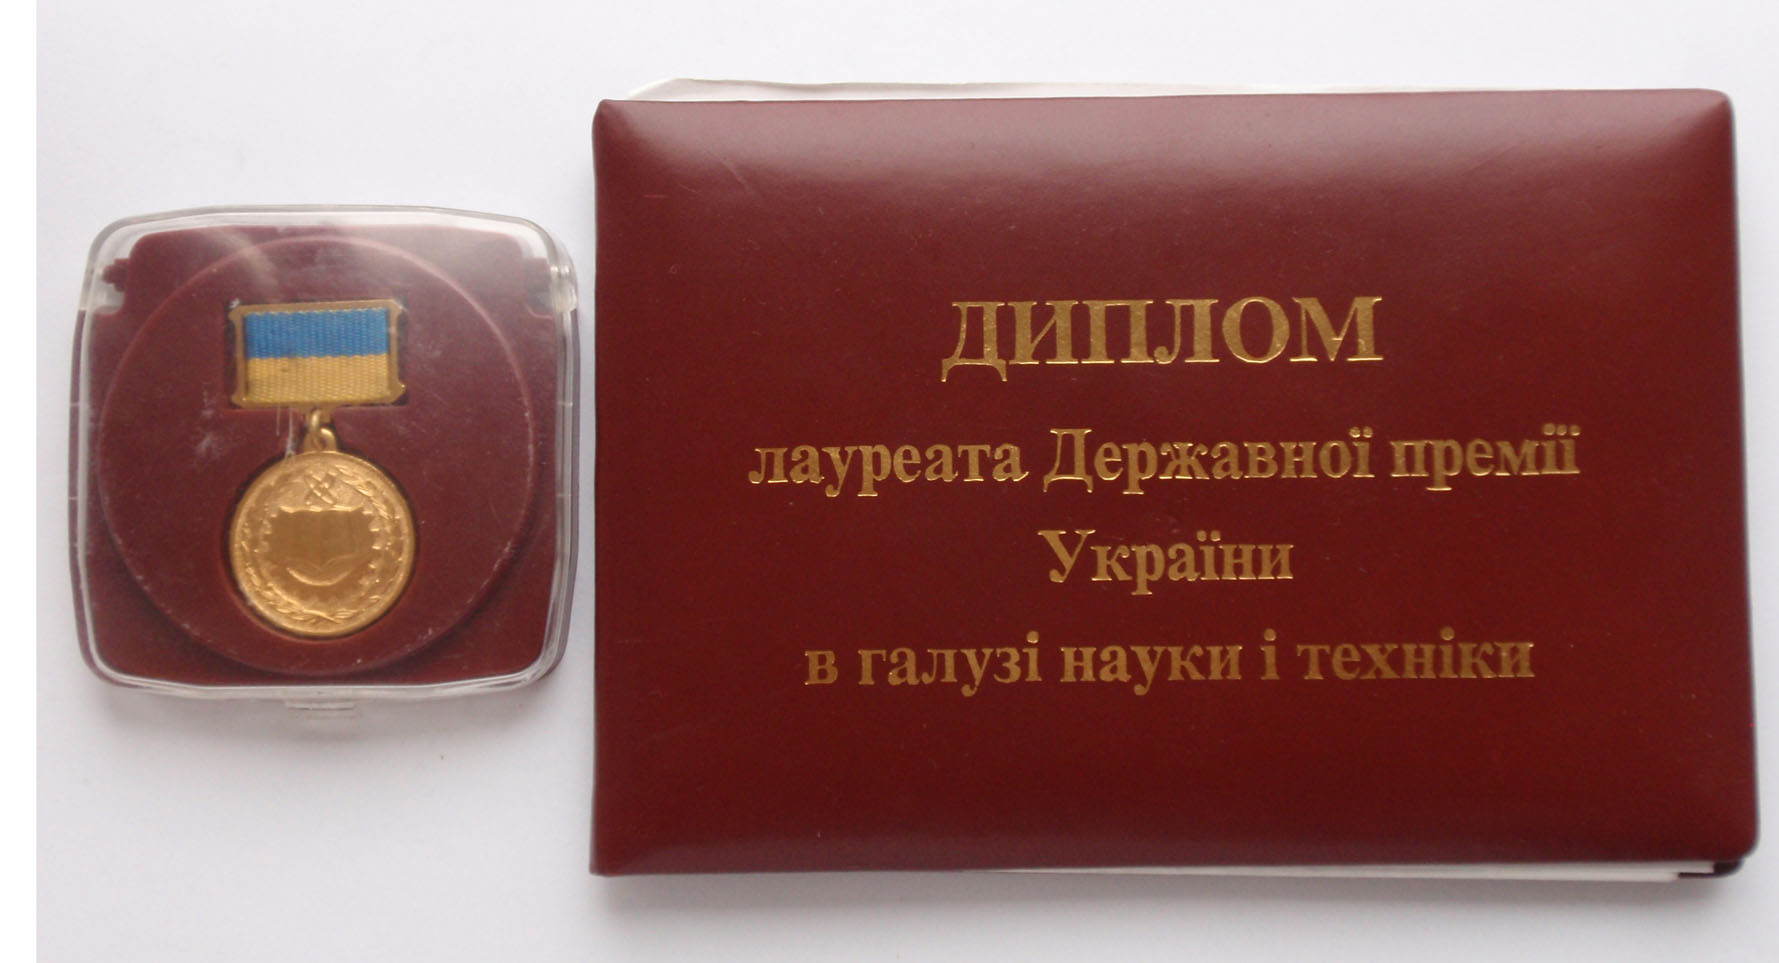 ДИПЛОМ
лауреата Державної премії
України
в галузі науки і техніки